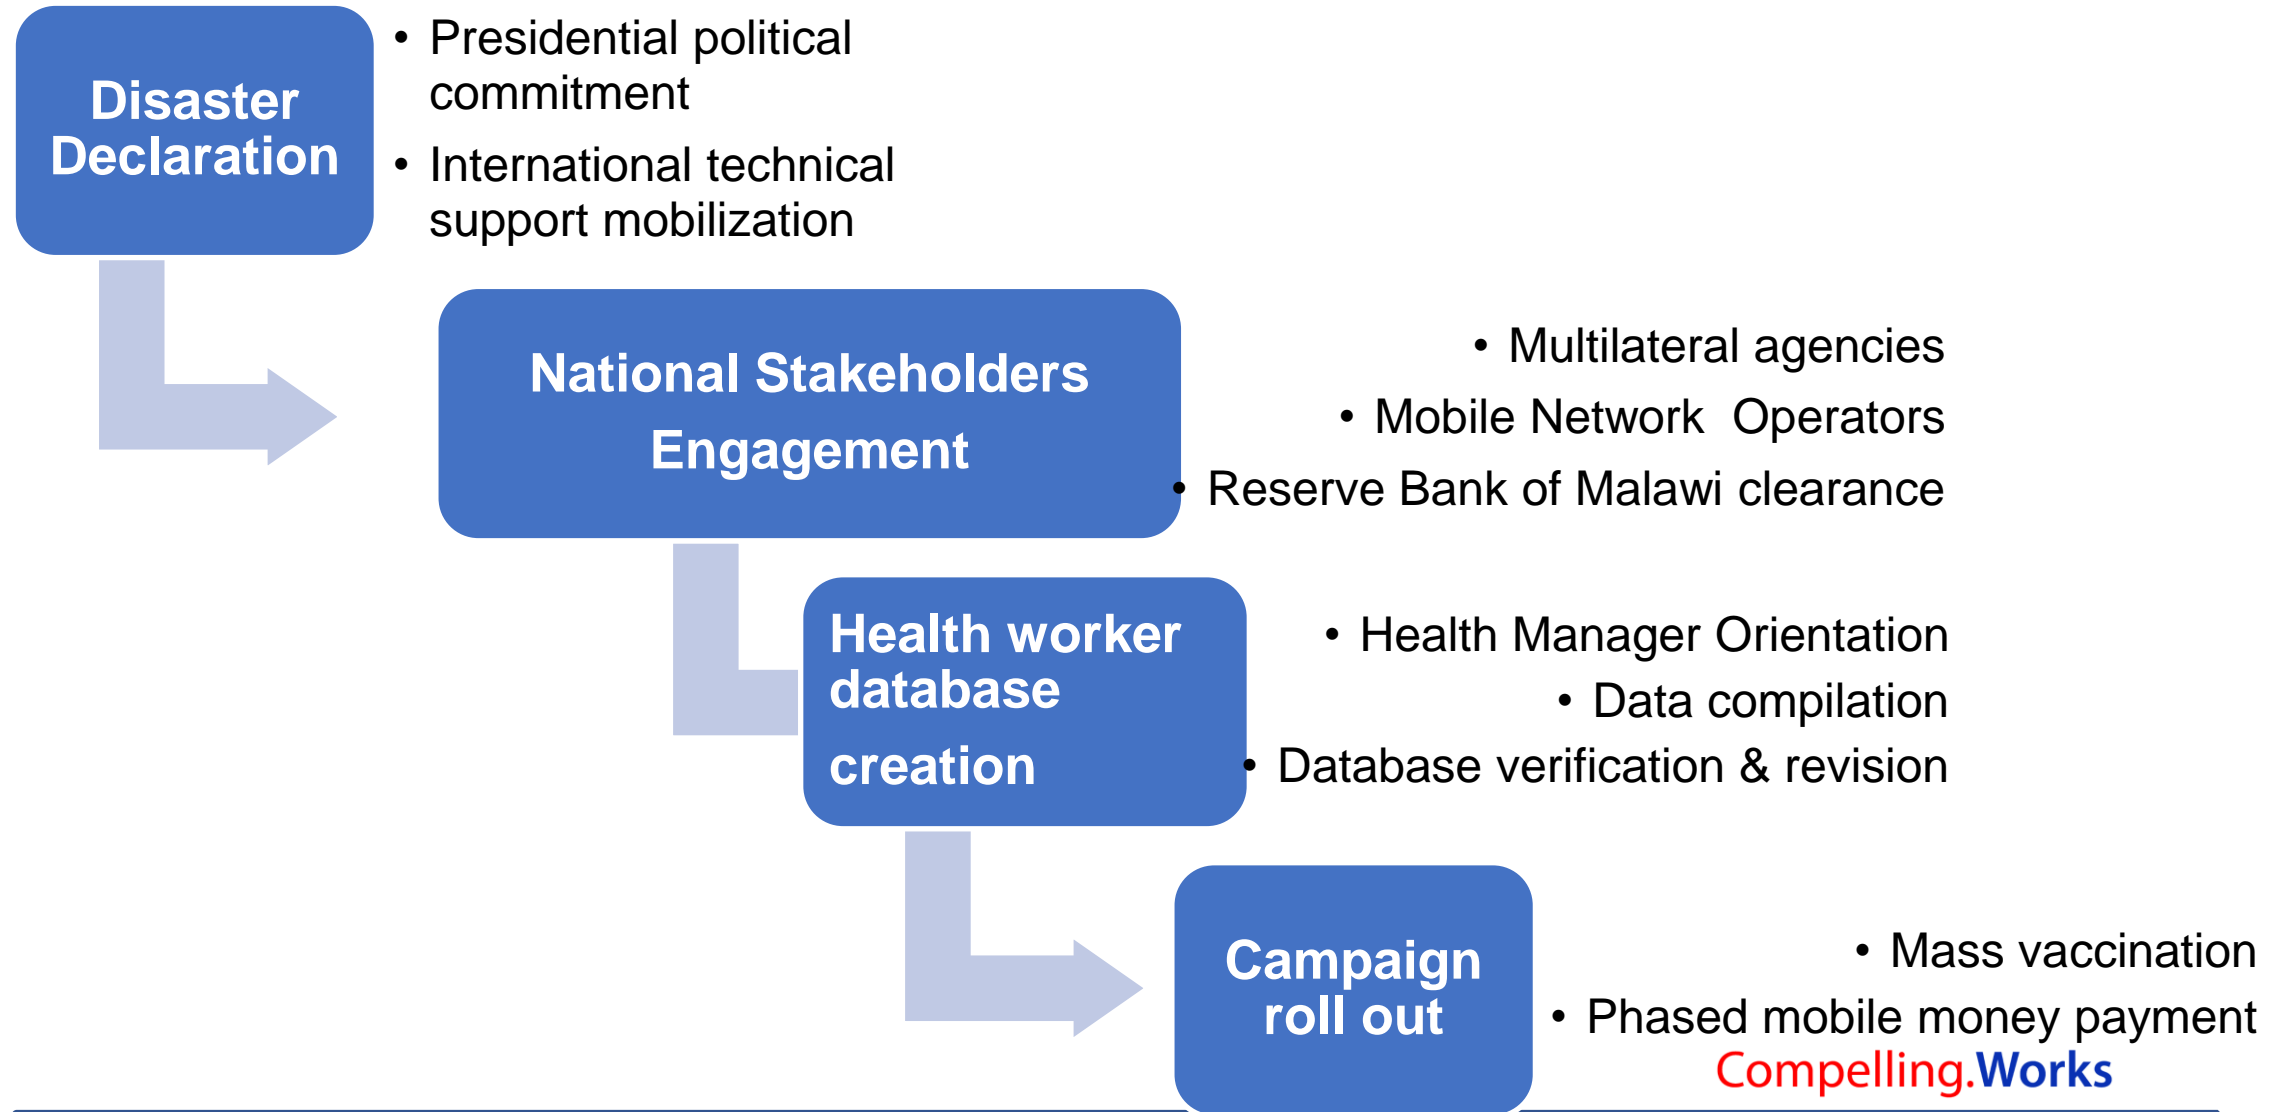 Disaster
Declaration
• Presidential political
commitment
• International technical
support mobilization
National Stakeholders
Engagement
• Multilateral agencies
• Mobile Network  Operators
• Reserve Bank of Malawi clearance
Health worker
database
creation
• Health Manager Orientation
• Data compilation
• Database verification & revision
Campaign
roll out
• Mass vaccination
• Phased mobile money payment
Compelling.Works